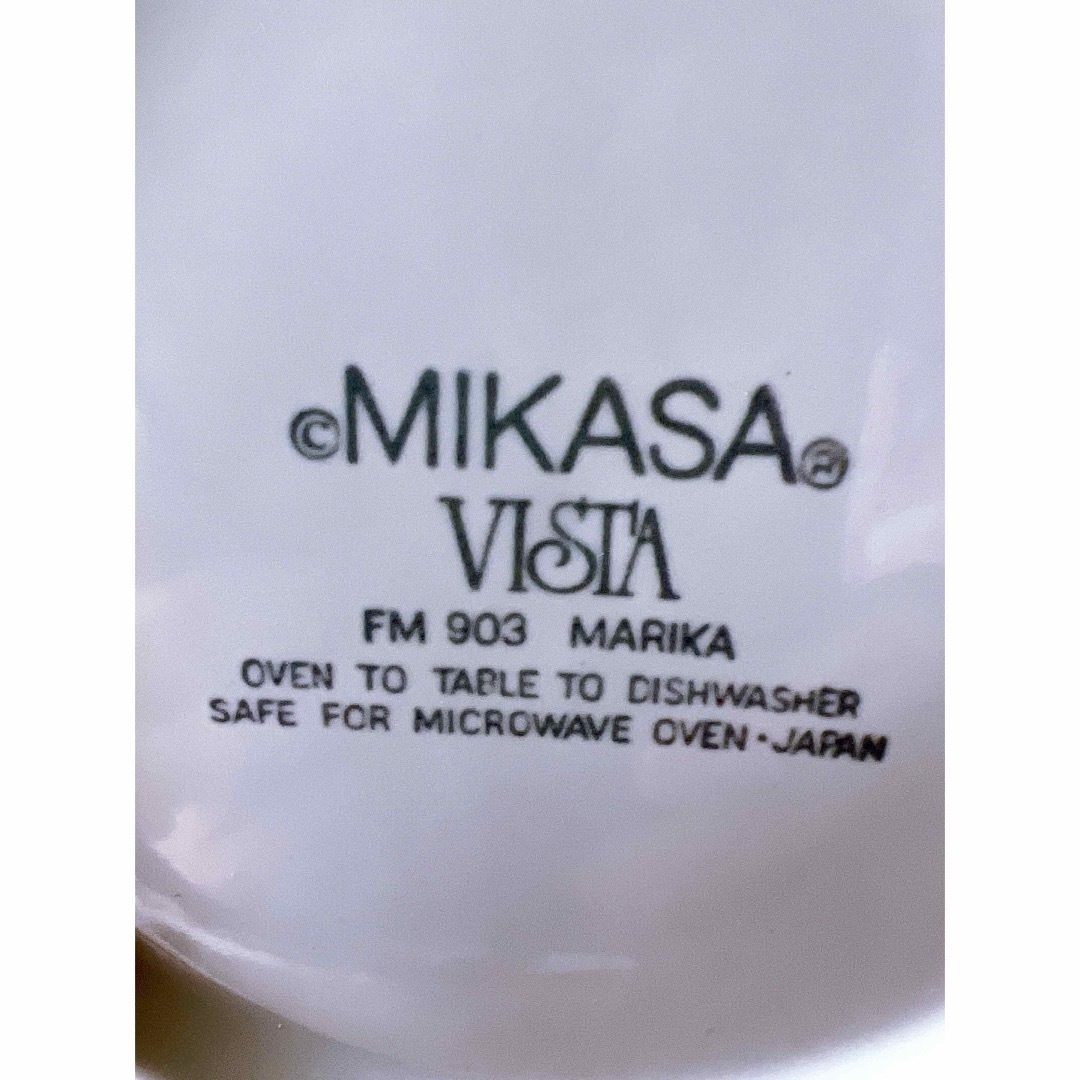 ©MIKASA®
VISTA
FM 903 MARIKA
OVEN TO TABLE TO DISHWASHER
SAFE FOR MICROWAVE OVEN·JAPAN